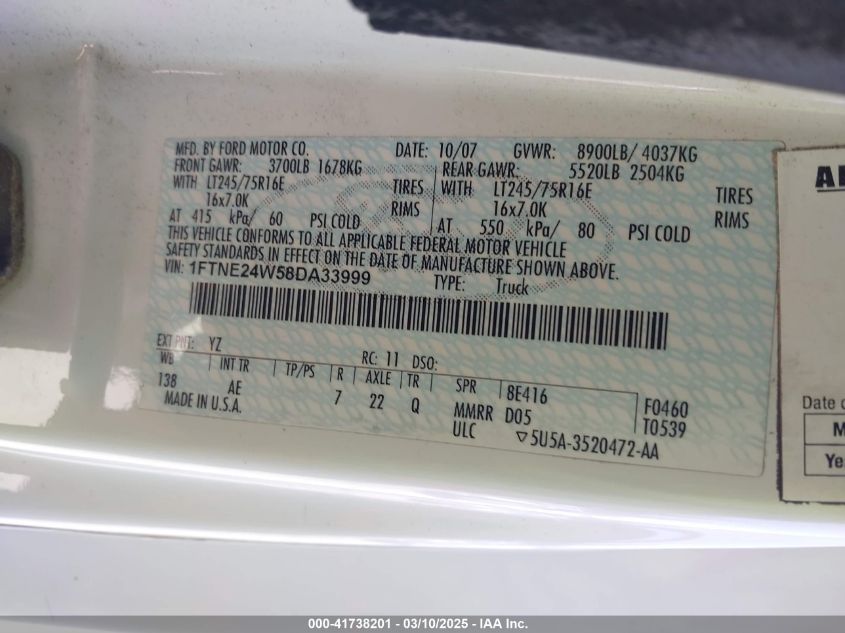 MFD. BY FORD MOTOR CO. DATE: 10/07 GVWR: 8900LB/ 4037KG
FRONT GAWR: 3700LB 1678KG REAR GAWR: 5520LB 2504KG
WITH LT245/75R16E TIRES WITH LT245/75R16E TIRES
16x7.0K RIMS 16x7.0K RIMS
AT 415 kPa/ 60 PSI COLD AT 550 kPa/ 80 PSI COLD
THIS VEHICLE CONFORMS TO ALL APPLICABLE FEDERAL MOTOR VEHICLE
SAFETY STANDARDS IN EFFECT ON THE DATE OF MANUFACTURE SHOWN ABOVE.
VIN: 1FTNE24W58DA33999 TYPE: Truck
EXT PNT: YZ RC: 11 DSO:
WB INT TR TP/PS R AXLE TR SPR 8E416 F0460
138 AE 7 22 Q MMRR D05 T0539
MADE IN U.S.A. ULC 5U5A-3520472-AA
Date
M
Ye
000-41738201 - 03/10/2025 - IAA Inc.